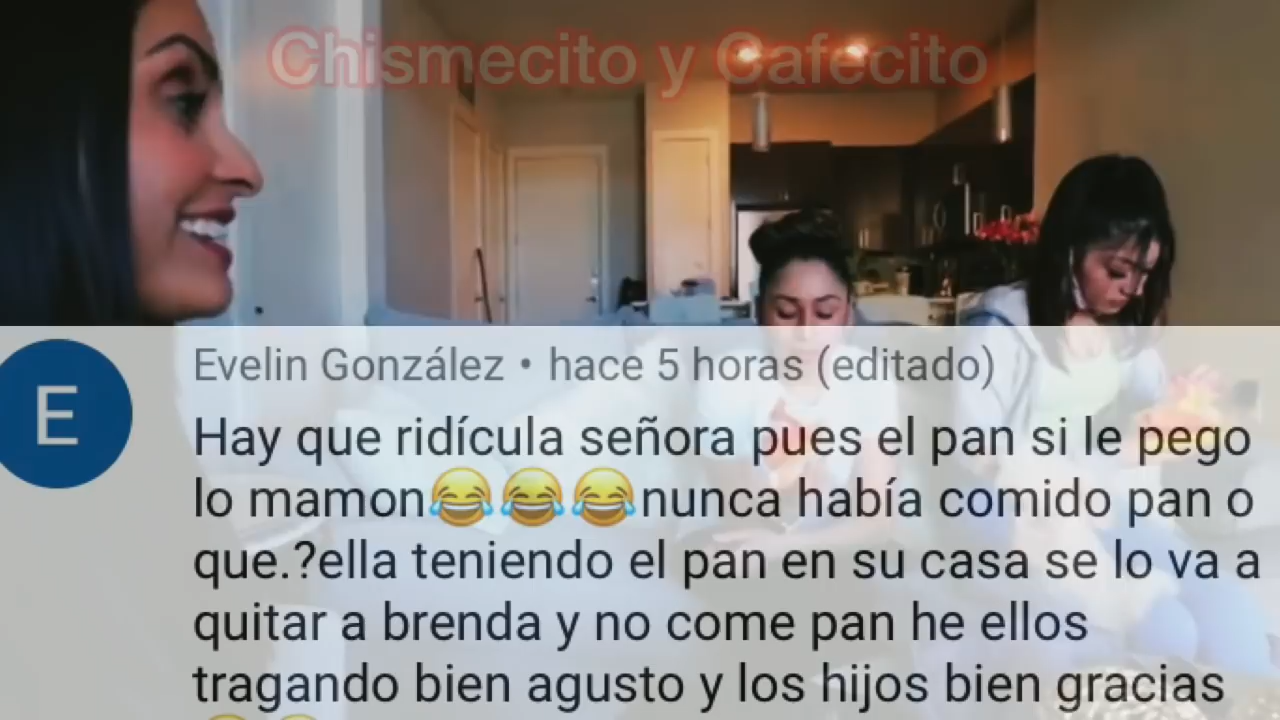 Chismecito y Cafecito
E
Evelin González • hace 5 horas (editado)
Hay que ridícula señora pues el pan si le pego
lo mamon😂😂😂nunca había comido pan o
que.?ella teniendo el pan en su casa se lo va a
quitar a brenda y no come pan he ellos
tragando bien agusto y los hijos bien gracias